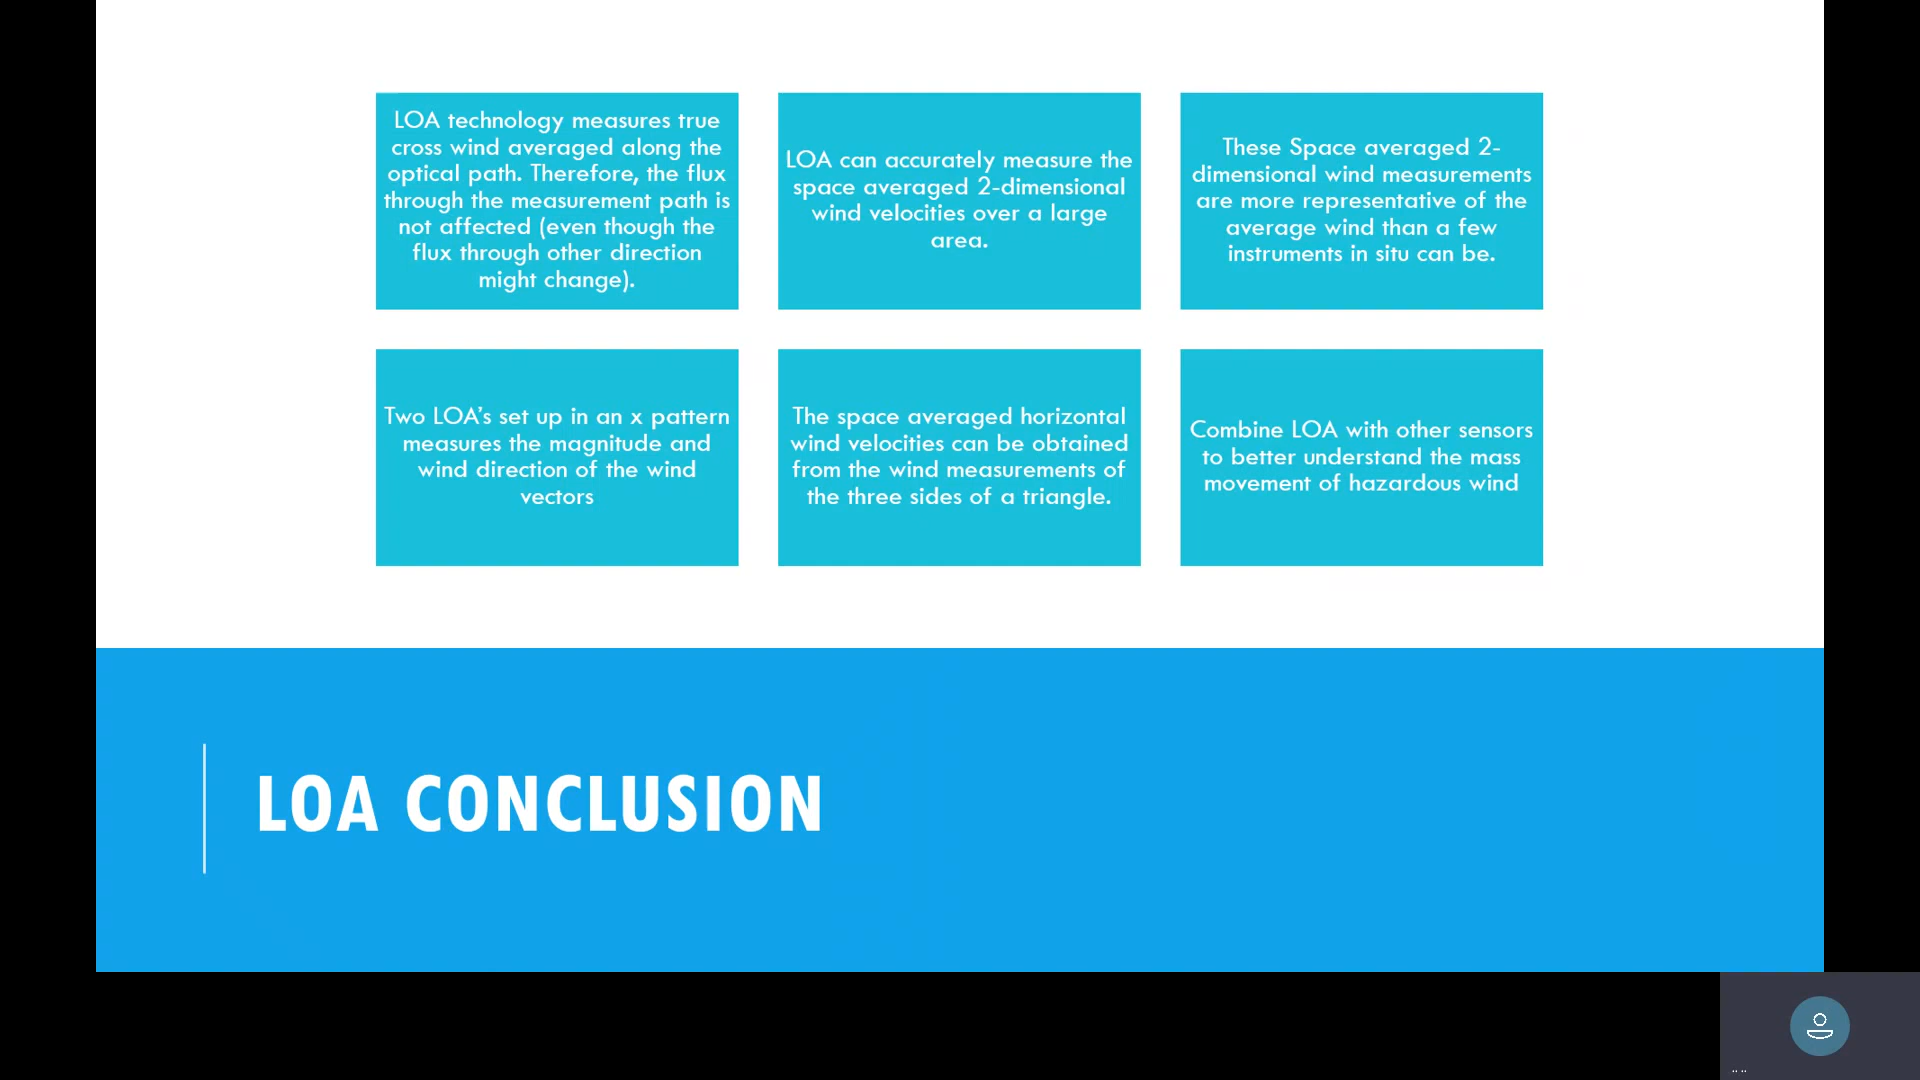 LOA technology measures true
cross wind averaged along the
optical path. Therefore, the flux
through the measurement path is
not affected (even though the
flux through other direction
might change).
LOA can accurately measure the
space averaged 2-dimensional
wind velocities over a large
area.
These Space averaged 2-
dimensional wind measurements
are more representative of the
average wind than a few
instruments in situ can be.
Two LOA's set up in an x pattern
measures the magnitude and
wind direction of the wind
vectors
The space averaged horizontal
wind velocities can be obtained
from the wind measurements of
the three sides of a triangle.
Combine LOA with other sensors
to better understand the mass
movement of hazardous wind
LOA CONCLUSION